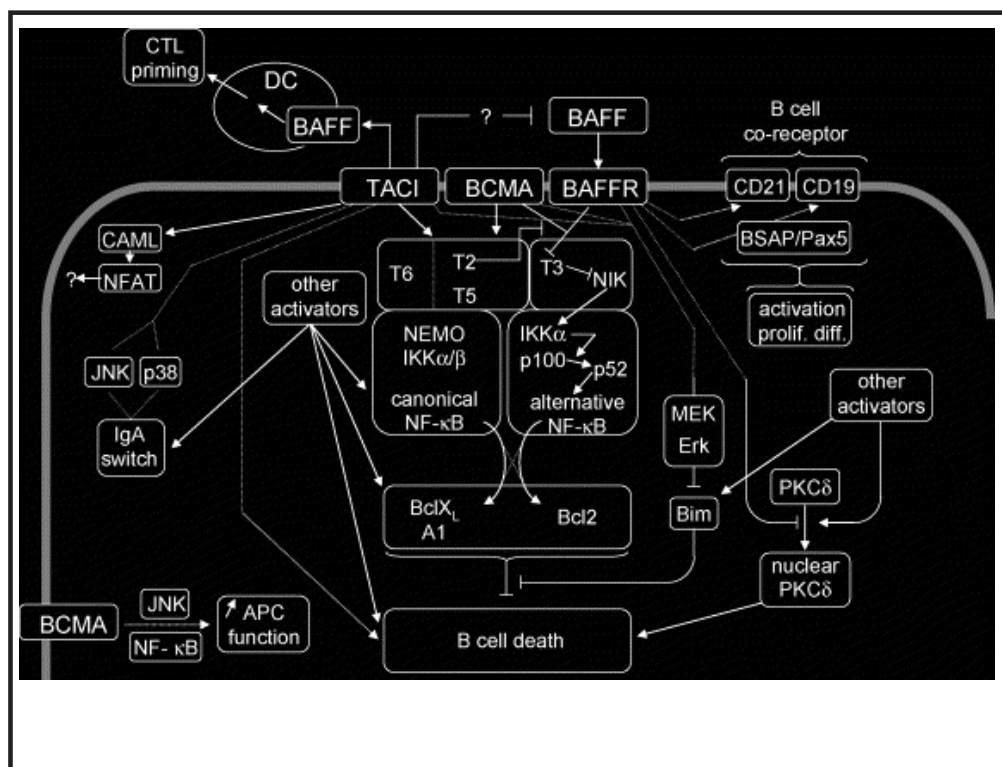 CTL
priming
DC
BAFF
?
BAFF
B cell
co-receptor
TACI
BCMA
BAFFR
CD21
CD19
CAML
?
NFAT
BSAP/Pax5
T6
T2
T5
T3
NIK
other
activators
activation
prolif. diff.
NEMO
IKKα/β
canonical
NF-κB
IKKα
p100
p52
alternative
NF-κB
JNK
p38
IgA
switch
MEK
Erk
other
activators
BclX_L
A1
Bcl2
Bim
PKCδ
nuclear
PKCδ
BCMA
JNK
NF- κB
APC
function
B cell death